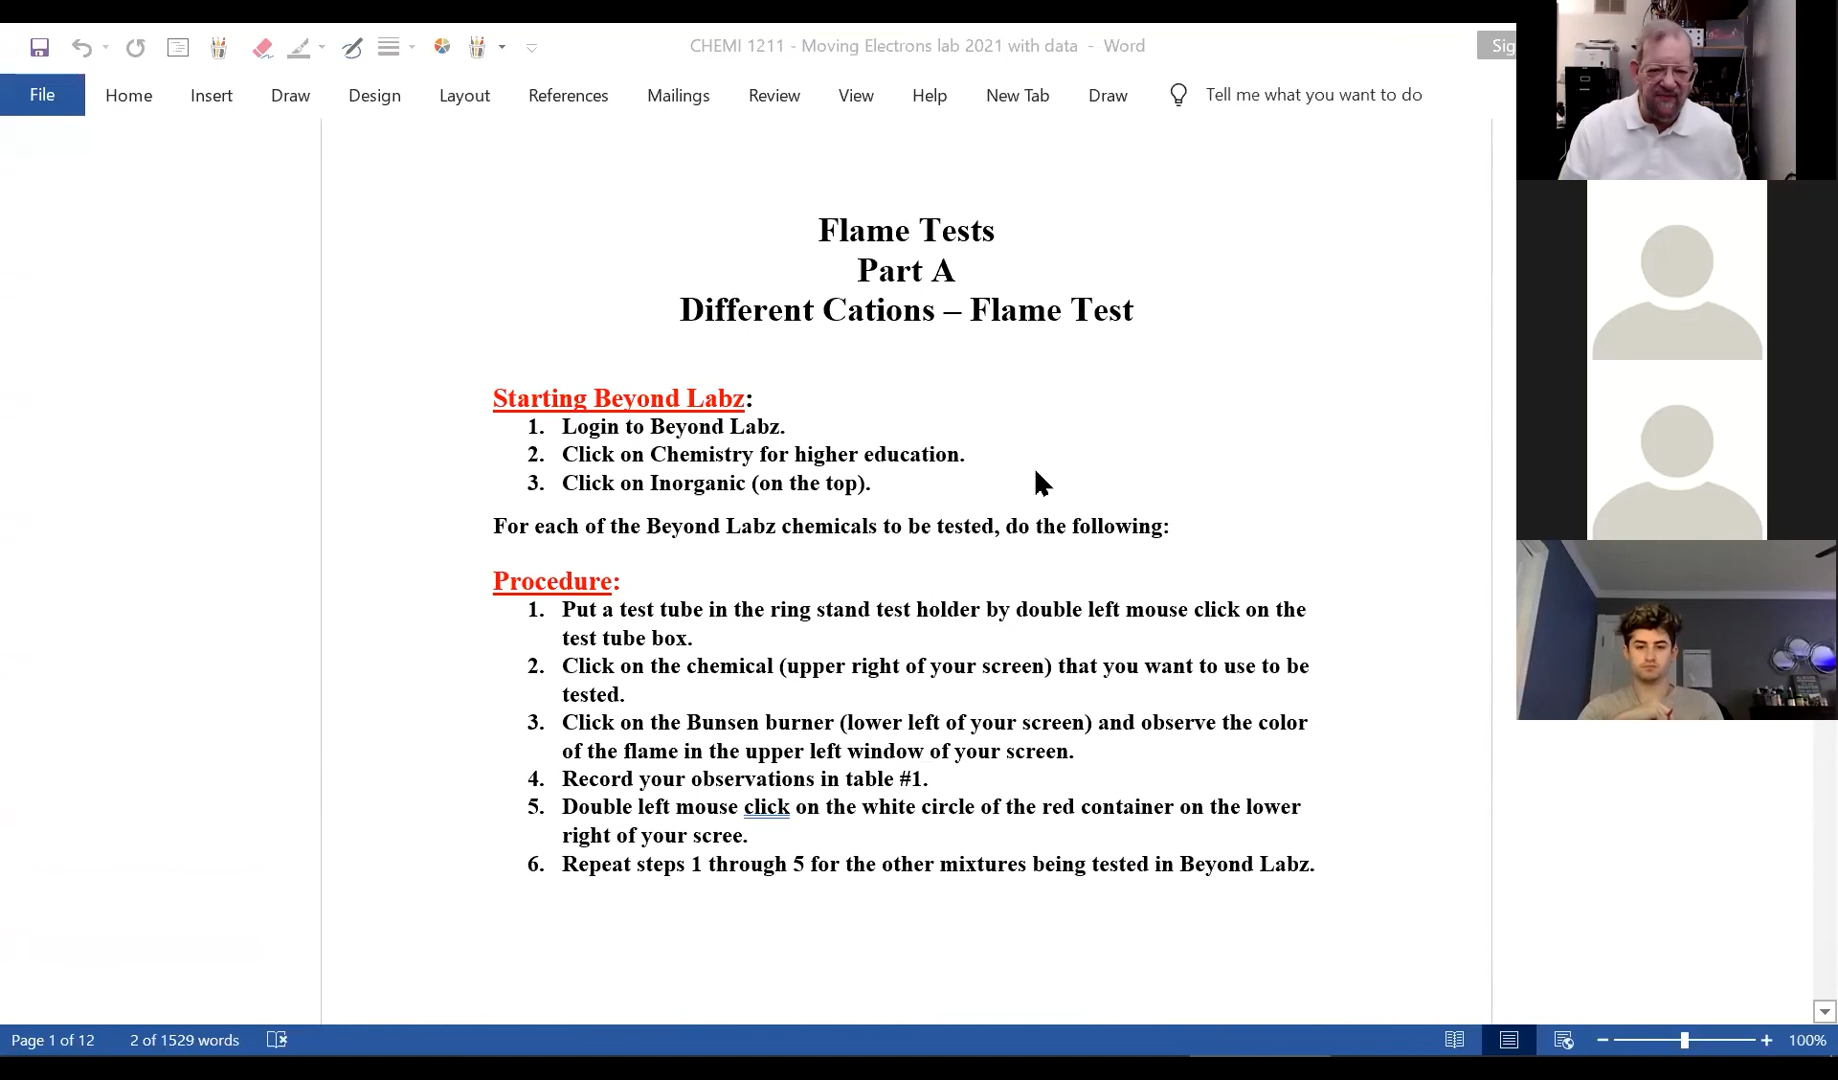 CHEMI 1211 - Moving Electrons lab 2021 with data - Word
Sig
File Home Insert Draw Design Layout References Mailings Review View Help New Tab Draw Tell me what you want to do
Flame Tests
Part A
Different Cations – Flame Test
Starting Beyond Labz:
1. Login to Beyond Labz.
2. Click on Chemistry for higher education.
3. Click on Inorganic (on the top).
For each of the Beyond Labz chemicals to be tested, do the following:
Procedure:
1. Put a test tube in the ring stand test holder by double left mouse click on the
test tube box.
2. Click on the chemical (upper right of your screen) that you want to use to be
tested.
3. Click on the Bunsen burner (lower left of your screen) and observe the color
of the flame in the upper left window of your screen.
4. Record your observations in table #1.
5. Double left mouse click on the white circle of the red container on the lower
right of your scree.
6. Repeat steps 1 through 5 for the other mixtures being tested in Beyond Labz.
Page 1 of 12 2 of 1529 words 100%